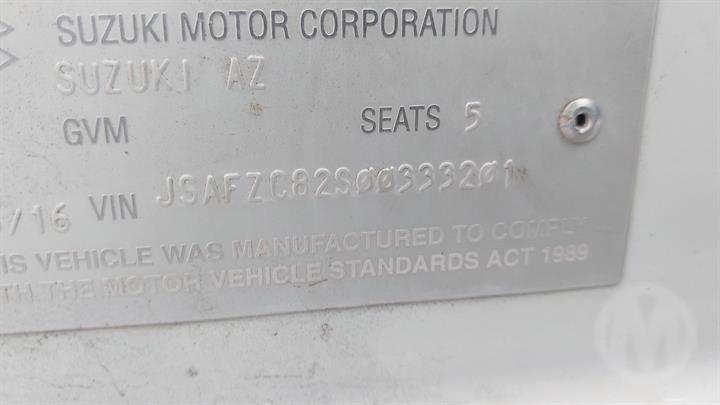 SUZUKI MOTOR CORPORATION
SUZUKI AZ
GVM SEATS 5
/16 VIN JSAFZC82S00333201
IS VEHICLE WAS MANUFACTURED TO COMPLY
TH THE MOTOR VEHICLE STANDARDS ACT 1989
M